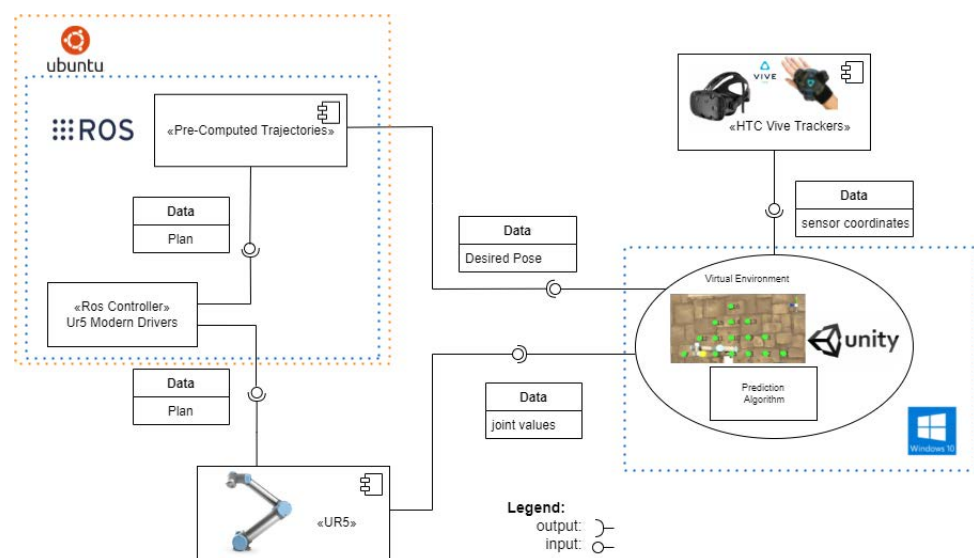 ubuntu
ROS
«Pre-Computed Trajectories»
VIVE
«HTC Vive Trackers»
Data
Plan
Data
sensor coordinates
Data
Desired Pose
«Ros Controller»
Ur5 Modern Drivers
Virtual Environment
unity
Prediction
Algorithm
Data
Plan
Data
joint values
Windows 10
«UR5»
Legend:
output:
input: